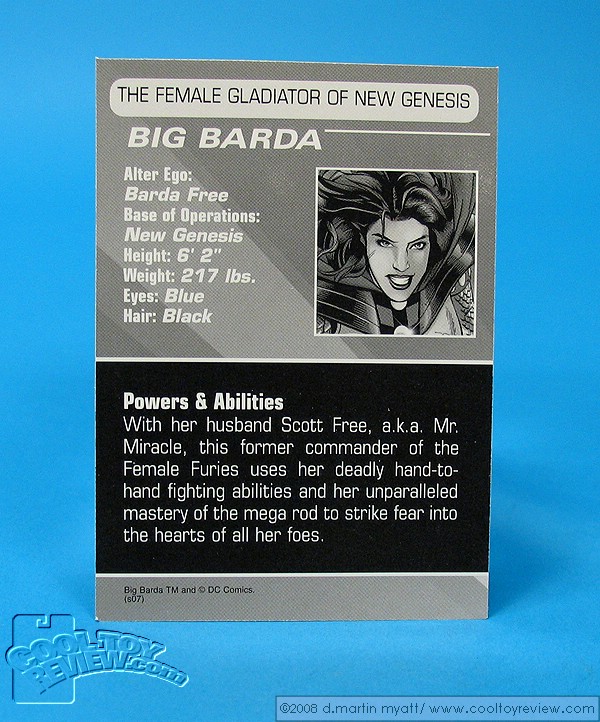 THE FEMALE GLADIATOR OF NEW GENESIS
BIG BARDA
Alter Ego:
Barda Free
Base of Operations:
New Genesis
Height: 6' 2"
Weight: 217 lbs.
Eyes: Blue
Hair: Black
Powers & Abilities
With her husband Scott Free, a.k.a. Mr.
Miracle, this former commander of the
Female Furies uses her deadly hand-to-
hand fighting abilities and her unparalleled
mastery of the mega rod to strike fear into
the hearts of all her foes.
Big Barda TM and © DC Comics.
(s07)
COOL TOY
REVIEW.com
©2008 d.martin myatt/ www.cooltoyreview.com